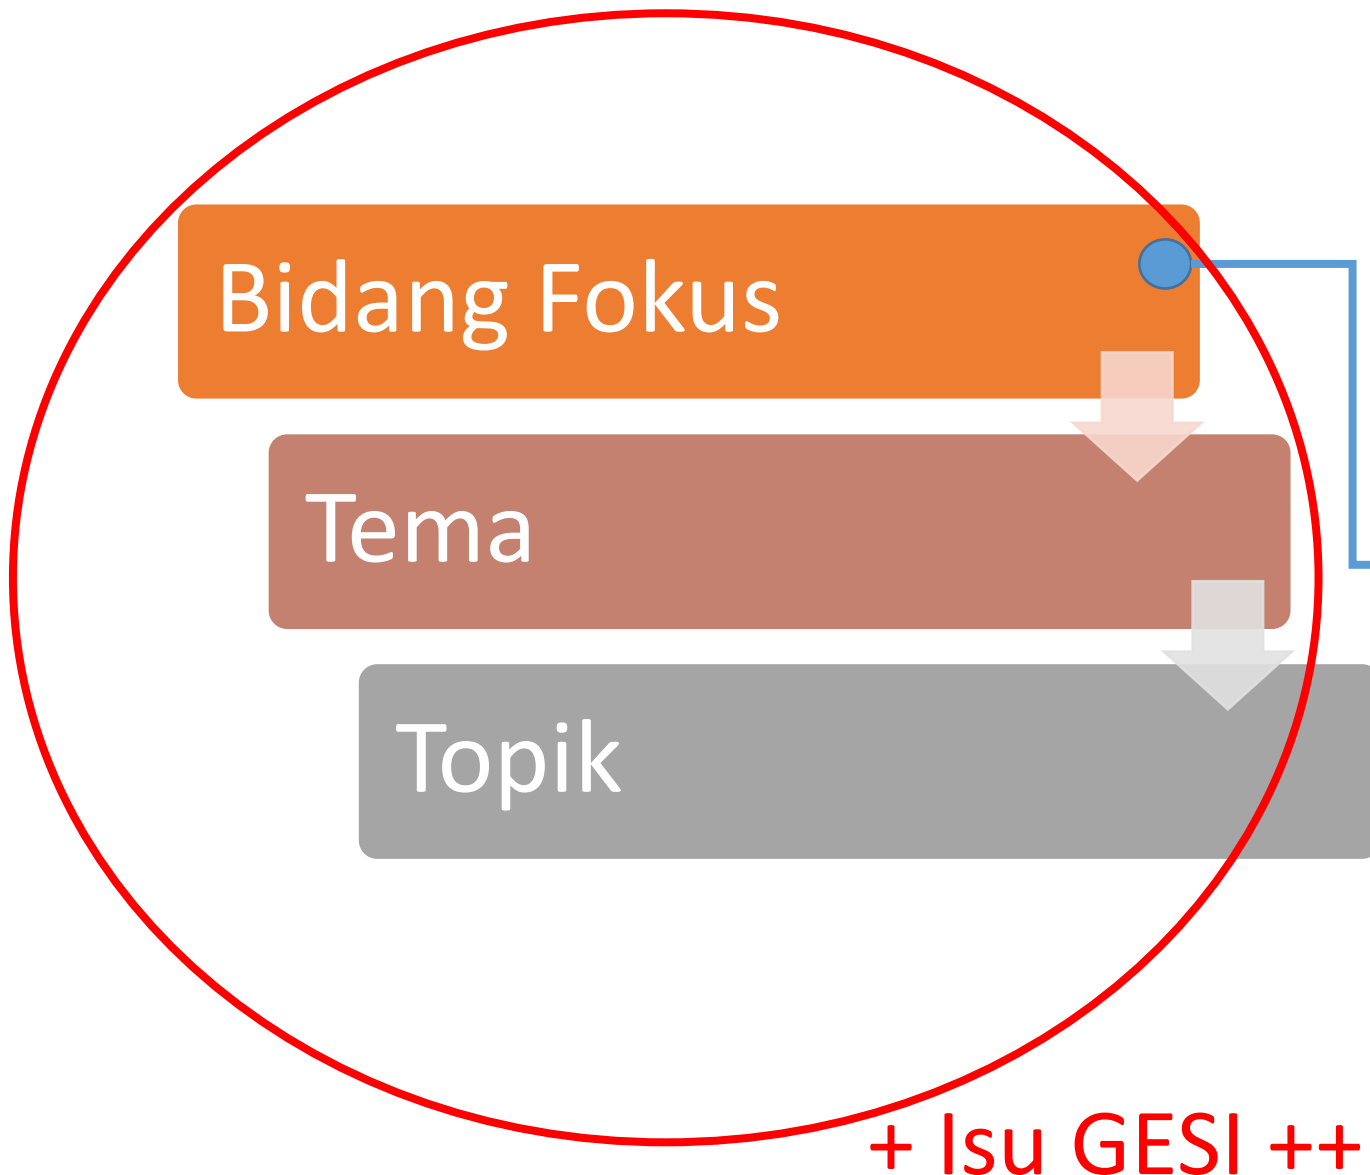 Bidang Fokus
Tema
Topik
+ Isu GESI ++